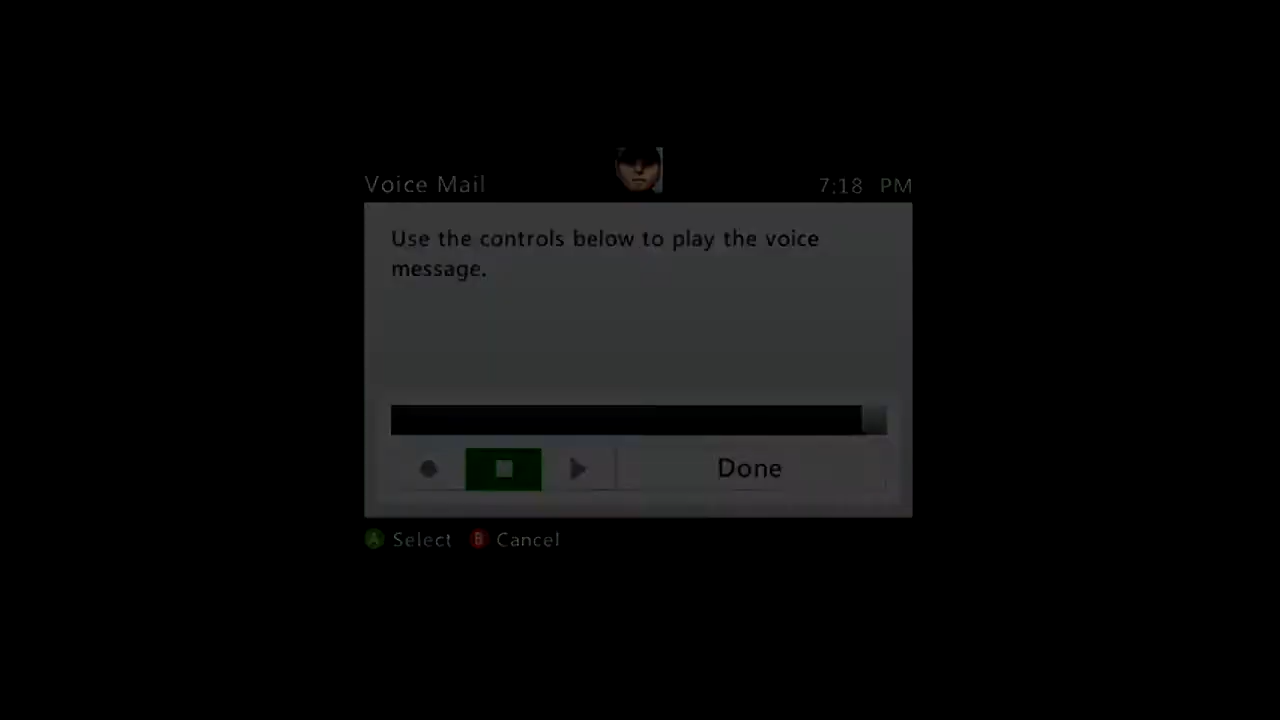 Voice Mail
7:18 PM
Use the controls below to play the voice
message.
Done
A Select B Cancel